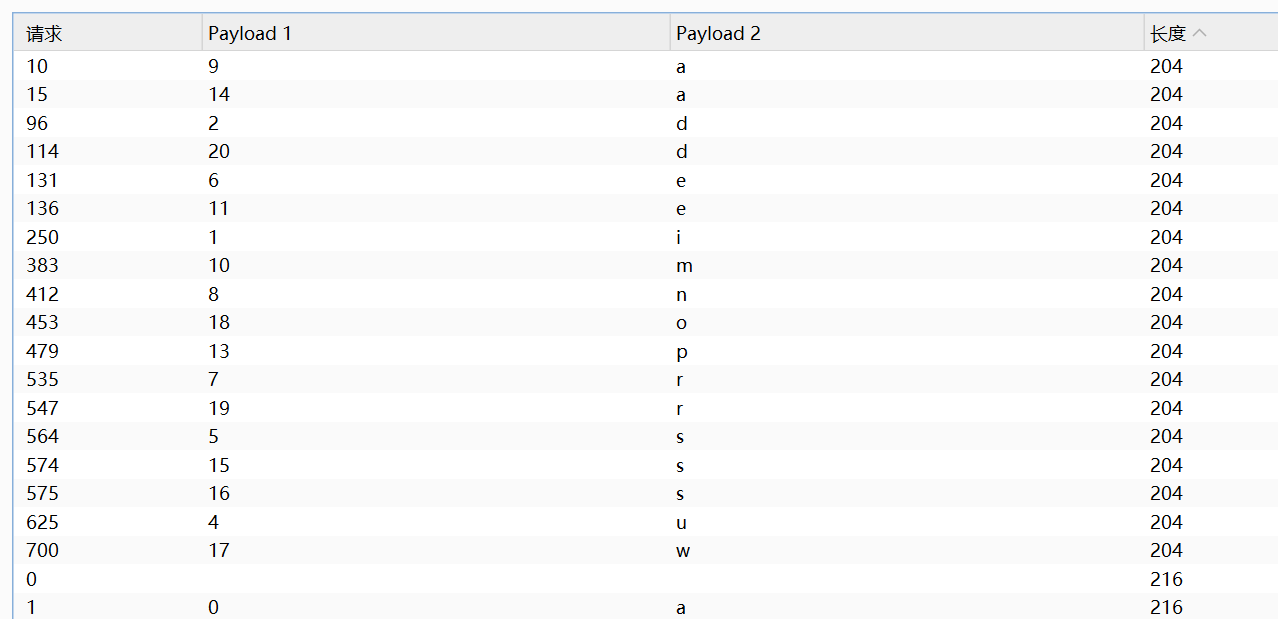 请求 Payload 1 Payload 2 长度
10 9 a 204
15 14 a 204
96 2 d 204
114 20 d 204
131 6 e 204
136 11 e 204
250 1 i 204
383 10 m 204
412 8 n 204
453 18 o 204
479 13 p 204
535 7 r 204
547 19 r 204
564 5 s 204
574 15 s 204
575 16 s 204
625 4 u 204
700 17 w 204
0 216
1 0 a 216